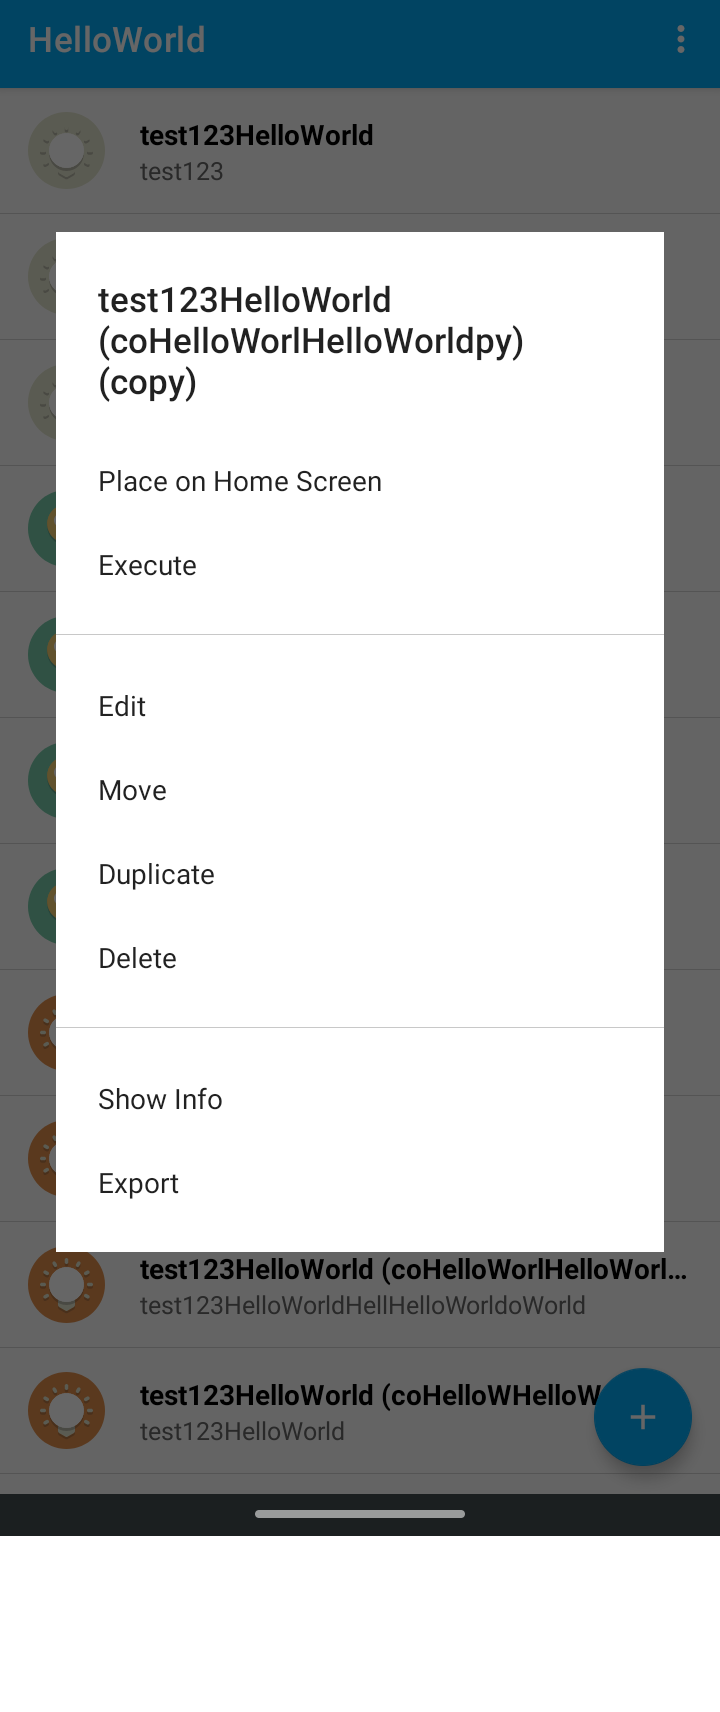 HelloWorld
test123HelloWorld
test123
test123HelloWorld
(coHelloWorlHelloWorldpy)
(copy)
Place on Home Screen
Execute
Edit
Move
Duplicate
Delete
Show Info
Export
test123HelloWorld (coHelloWorlHelloWorl...
test123HelloWorldHellHelloWorldoWorld
test123HelloWorld (coHelloWHelloW
test123HelloWorld